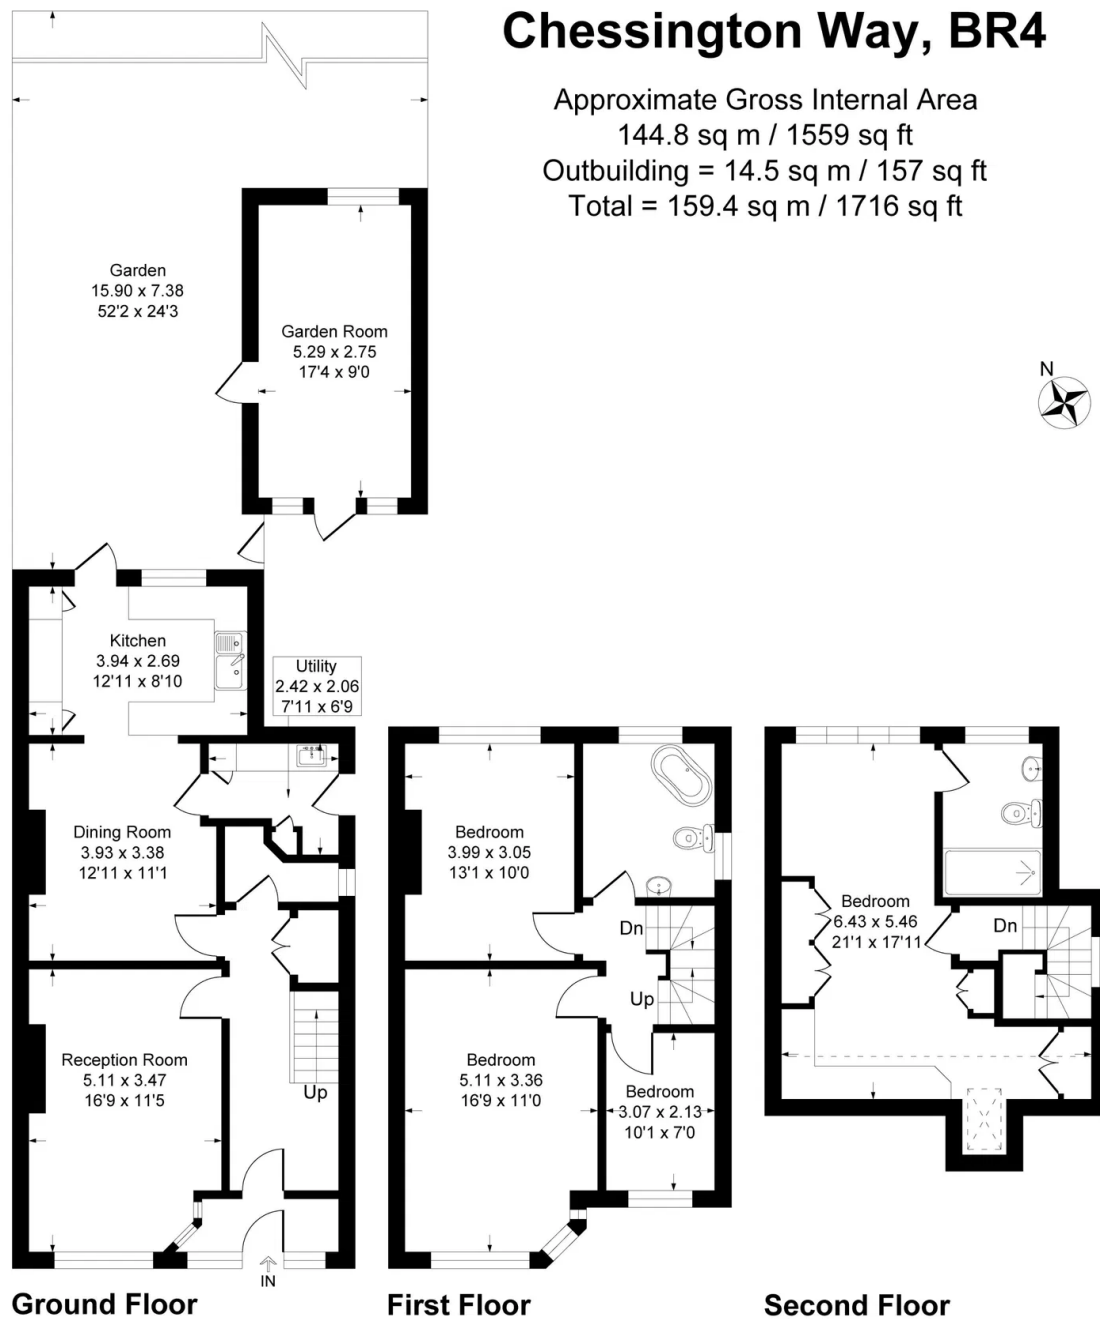 Chessington Way, BR4
Approximate Gross Internal Area
144.8 sq m / 1559 sq ft
Outbuilding = 14.5 sq m / 157 sq ft
Total = 159.4 sq m / 1716 sq ft
Garden
15.90 x 7.38
52'2 x 24'3
Garden Room
5.29 x 2.75
17'4 x 9'0
N
Kitchen
3.94 x 2.69
12'11 x 8'10
Utility
2.42 x 2.06
7'11 x 6'9
Dining Room
3.93 x 3.38
12'11 x 11'1
Reception Room
5.11 x 3.47
16'9 x 11'5
Up
IN
Ground Floor
Bedroom
3.99 x 3.05
13'1 x 10'0
Dn
Up
Bedroom
5.11 x 3.36
16'9 x 11'0
Bedroom
3.07 x 2.13
10'1 x 7'0
First Floor
Bedroom
6.43 x 5.46
21'1 x 17'11
Dn
Second Floor